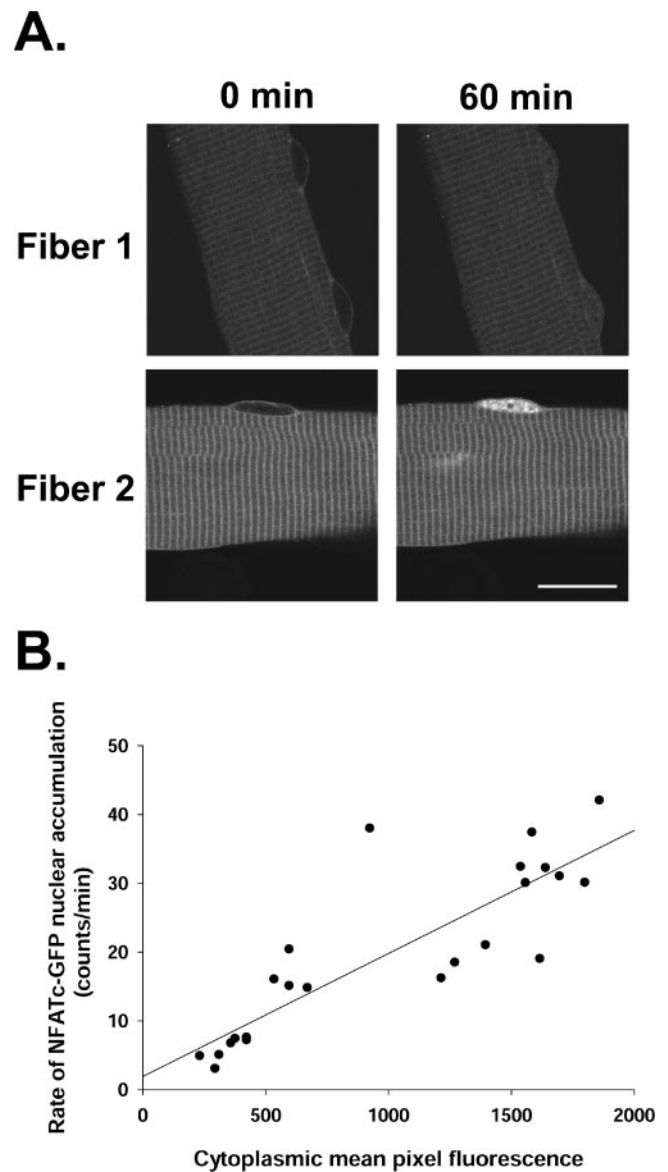 A.
0 min 60 min
Fiber 1
Fiber 2
B.
Rate of NFATc-GFP nuclear accumulation
(counts/min)
50
40
30
20
10
0
0 500 1000 1500 2000
Cytoplasmic mean pixel fluorescence